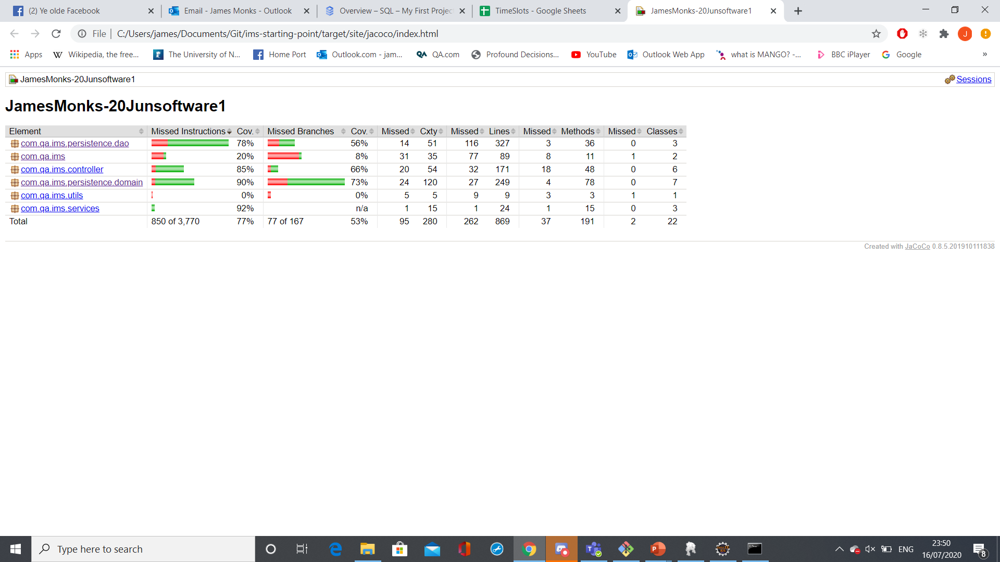 (2) Ye olde Facebook Email - James Monks - Outlook Overview – SQL – My First Projec TimeSlots - Google Sheets JamesMonks-20Junsoftware1
File C:/Users/james/Documents/Git/ims-starting-point/target/site/jacoco/index.html J
Apps Wikipedia, the free... The University of N... Home Port Outlook.com - jam... QA.com Profound Decisions... YouTube Outlook Web App what is MANGO? -... BBC iPlayer Google »
JamesMonks-20Junsoftware1 Sessions
JamesMonks-20Junsoftware1
Element Missed Instructions Cov. Missed Branches Cov. Missed Cxty Missed Lines Missed Methods Missed Classes
com.qa.ims.persistence.dao 78% 56% 14 51 116 327 3 36 0 3
com.qa.ims 20% 8% 31 35 77 89 8 11 1 2
com.qa.ims.controller 85% 66% 20 54 32 171 18 48 0 6
com.qa.ims.persistence.domain 90% 73% 24 120 27 249 4 78 0 7
com.qa.ims.utils 0% 0% 5 5 9 9 3 3 1 1
com.qa.ims.services 92% n/a 1 15 1 24 1 15 0 3
Total 850 of 3,770 77% 77 of 167 53% 95 280 262 869 37 191 2 22
Created with JaCoCo 0.8.5.201910111838
Type here to search ENG 23:50
16/07/2020 8